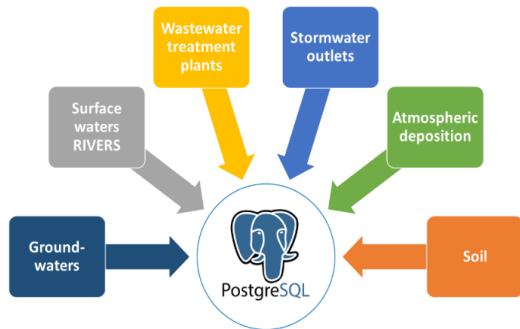 Wastewater
treatment
plants
Stormwater
outlets
Surface
waters
RIVERS
Atmospheric
deposition
Ground-
waters
PostgreSQL
Soil